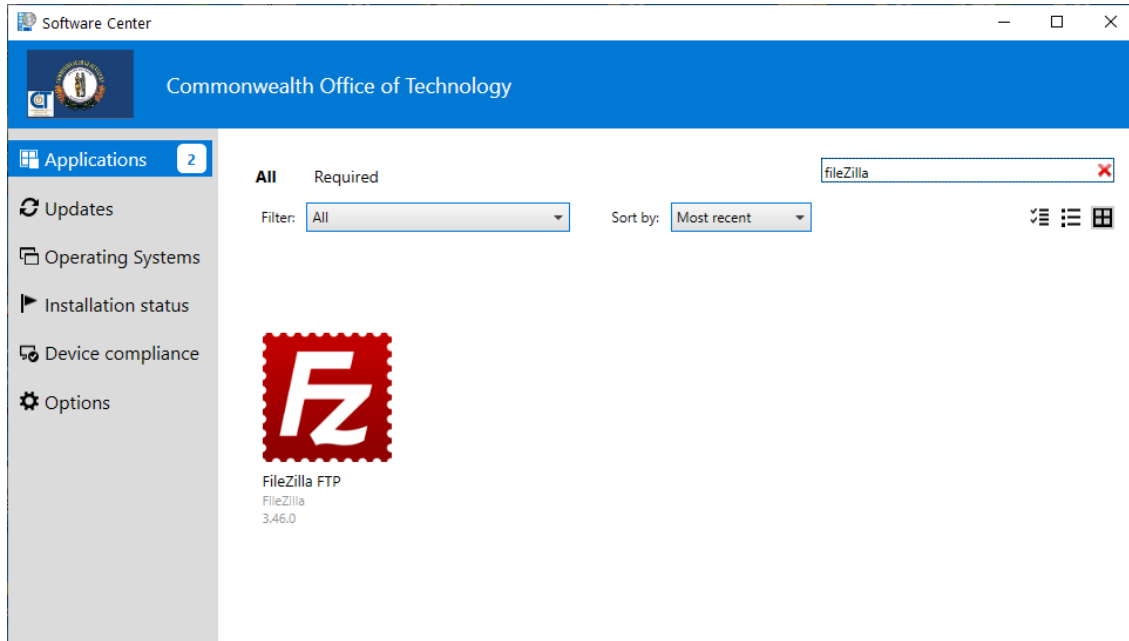 Software Center
Commonwealth Office of Technology
Applications 2
Updates
Operating Systems
Installation status
Device compliance
Options
All Required
fileZilla
Filter: All Sort by: Most recent
Fz
FileZilla FTP
FileZilla
3.46.0